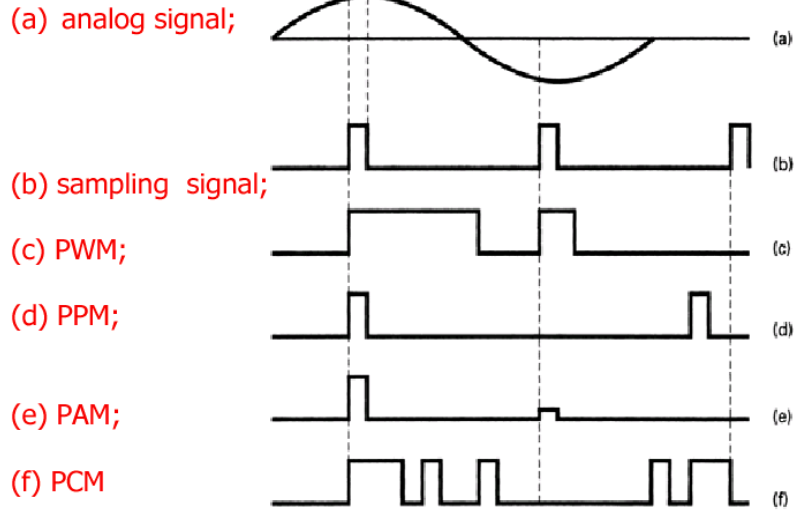 (a) analog signal;
(a)
(b)
(b) sampling signal;
(c) PWM;
(c)
(d) PPM;
(d)
(e) PAM;
(e)
(f) PCM
(f)